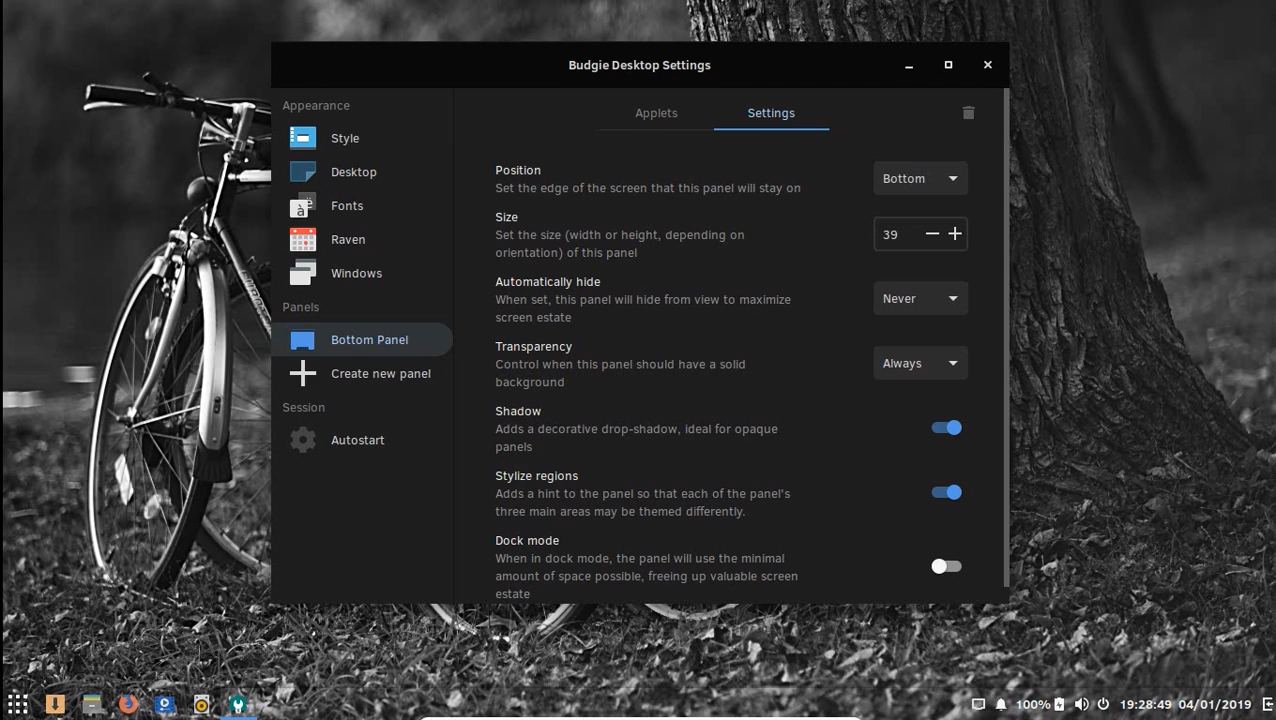 Budgie Desktop Settings
Appearance
Style
Desktop
Fonts
Raven
Windows
Panels
Bottom Panel
Create new panel
Session
Autostart
Applets
Settings
Position
Set the edge of the screen that this panel will stay on
Bottom
Size
Set the size (width or height, depending on
orientation) of this panel
39
Automatically hide
When set, this panel will hide from view to maximize
screen estate
Never
Transparency
Control when this panel should have a solid
background
Always
Shadow
Adds a decorative drop-shadow, ideal for opaque
panels
Stylize regions
Adds a hint to the panel so that each of the panel's
three main areas may be themed differently.
Dock mode
When in dock mode, the panel will use the minimal
amount of space possible, freeing up valuable screen
estate
100% 19:28:49 04/01/2019